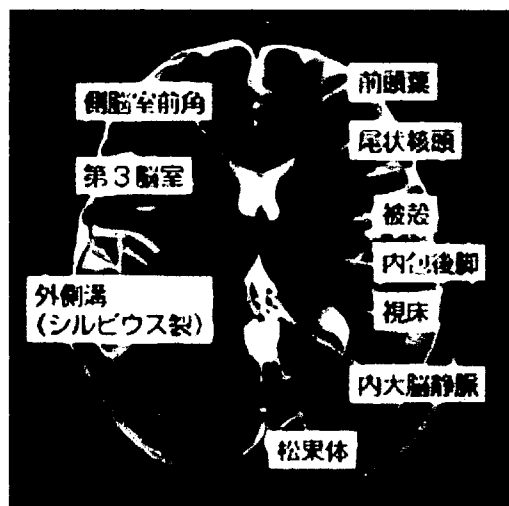 側脳室前角
前頭葉
尾状核頭
第3脳室
被殻
内包後脚
外側溝
(シルビウス製)
視床
内大脳静脈
松果体